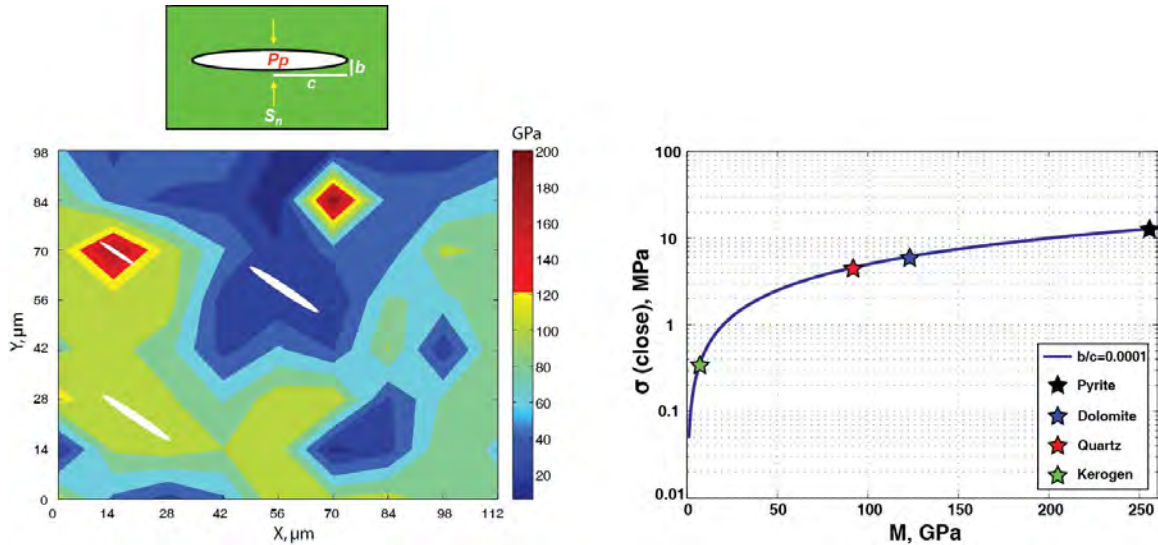 Pp
b
c
Sn
GPa
98
84
70
56
42
28
14
0
Y, µm
0 14 28 42 56 70 84 98 112
X, µm
200
180
160
140
120
100
80
60
40
20
100
10
1
0.1
0.01
σ (close), MPa
0 50 100 150 200 250
M, GPa
b/c=0.0001
Pyrite
Dolomite
Quartz
Kerogen